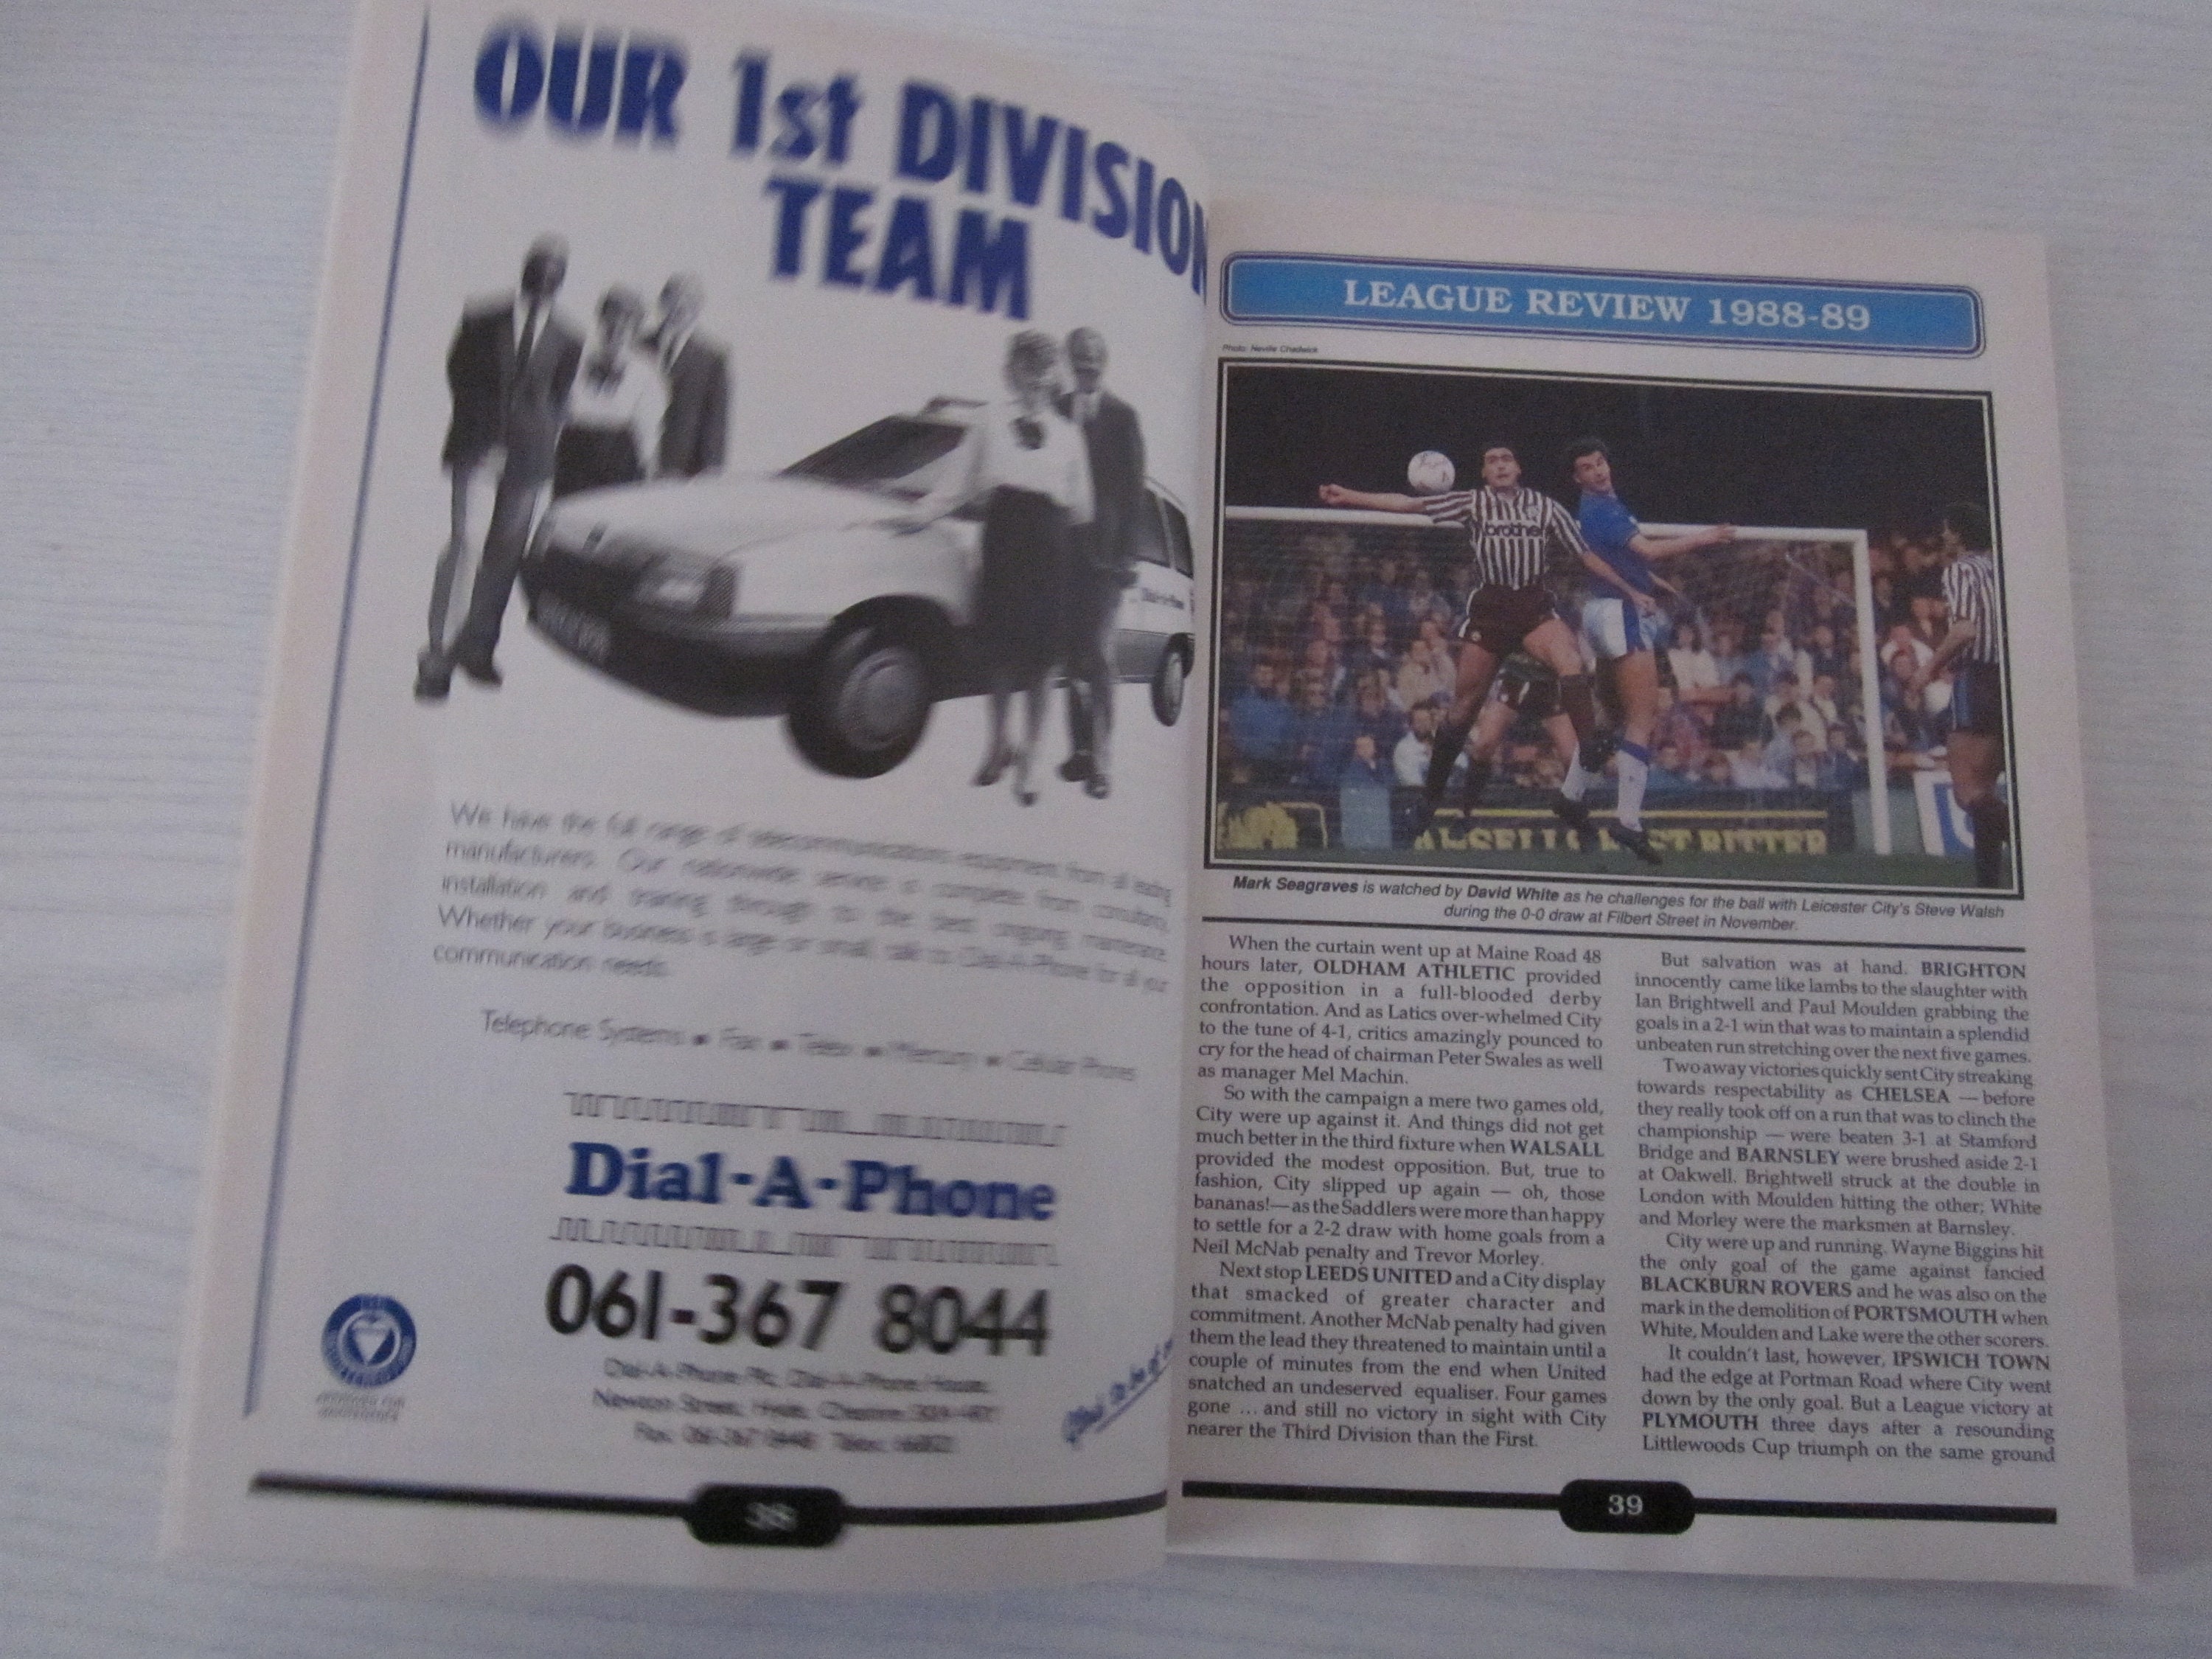 OUR 1st DIVISION
TEAM
We have the full range of telecommunications equipment from all leading
manufacturers. Our nationwide service is complete from consultancy,
installation and training through to the best ongoing maintenance.
Whether your business is large or small, talk to Dial-A-Phone for all your
communication needs.
Telephone Systems • Fax • Telex • Mercury • Cellular Phones
Dial·A·Phone
061-367 8044
Dial-A-Phone Plc, Dial-A-Phone House,
Newton Street, Hyde, Cheshire
Fax: 061-367 Telex:
38
LEAGUE REVIEW 1988-89
Photo: Neville Chadwick
brother
ANSELLS BEST BITTER
Mark Seagraves is watched by David White as he challenges for the ball with Leicester City's Steve Walsh
during the 0-0 draw at Filbert Street in November.
When the curtain went up at Maine Road 48
hours later, OLDHAM ATHLETIC provided
the opposition in a full-blooded derby
confrontation. And as Latics over-whelmed City
to the tune of 4-1, critics amazingly pounced to
cry for the head of chairman Peter Swales as well
as manager Mel Machin.
So with the campaign a mere two games old,
City were up against it. And things did not get
much better in the third fixture when WALSALL
provided the modest opposition. But, true to
fashion, City slipped up again — oh, those
bananas!— as the Saddlers were more than happy
to settle for a 2-2 draw with home goals from a
Neil McNab penalty and Trevor Morley.
Next stop LEEDS UNITED and a City display
that smacked of greater character and
commitment. Another McNab penalty had given
them the lead they threatened to maintain until a
couple of minutes from the end when United
snatched an undeserved equaliser. Four games
gone ... and still no victory in sight with City
nearer the Third Division than the First.
But salvation was at hand. BRIGHTON
innocently came like lambs to the slaughter with
Ian Brightwell and Paul Moulden grabbing the
goals in a 2-1 win that was to maintain a splendid
unbeaten run stretching over the next five games.
Two away victories quickly sent City streaking
towards respectability as CHELSEA — before
they really took off on a run that was to clinch the
championship — were beaten 3-1 at Stamford
Bridge and BARNSLEY were brushed aside 2-1
at Oakwell. Brightwell struck at the double in
London with Moulden hitting the other; White
and Morley were the marksmen at Barnsley.
City were up and running. Wayne Biggins hit
the only goal of the game against fancied
BLACKBURN ROVERS and he was also on the
mark in the demolition of PORTSMOUTH when
White, Moulden and Lake were the other scorers.
It couldn't last, however, IPSWICH TOWN
had the edge at Portman Road where City went
down by the only goal. But a League victory at
PLYMOUTH three days after a resounding
Littlewoods Cup triumph on the same ground
39